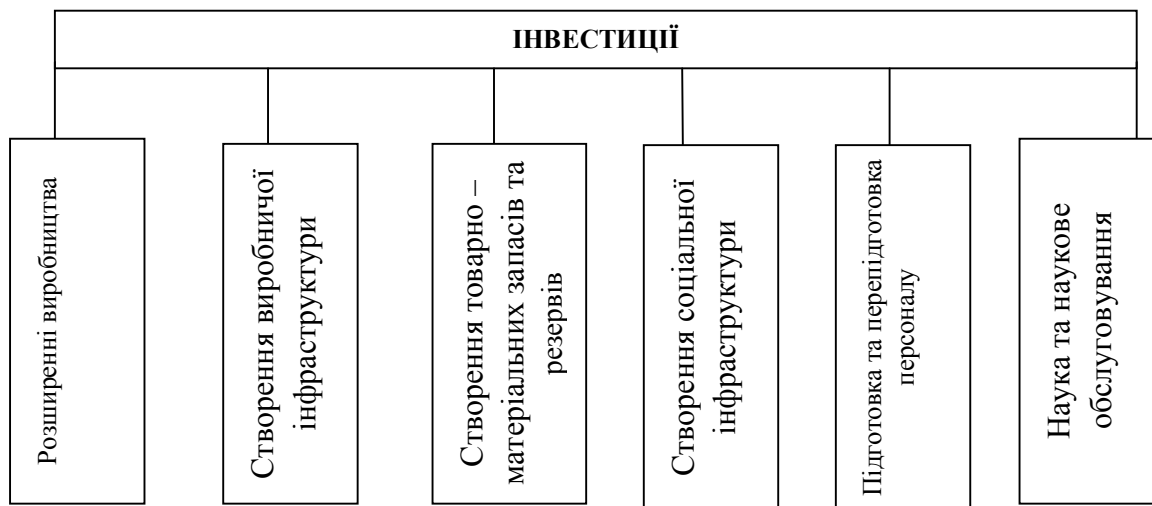 ІНВЕСТИЦІЇ
Розширенні виробництва
Створення виробничої
інфраструктури
Створення товарно –
матеріальних запасів та
резервів
Створення соціальної
інфраструктури
Підготовка та перепідготовка
персоналу
Наука та наукове
обслуговування